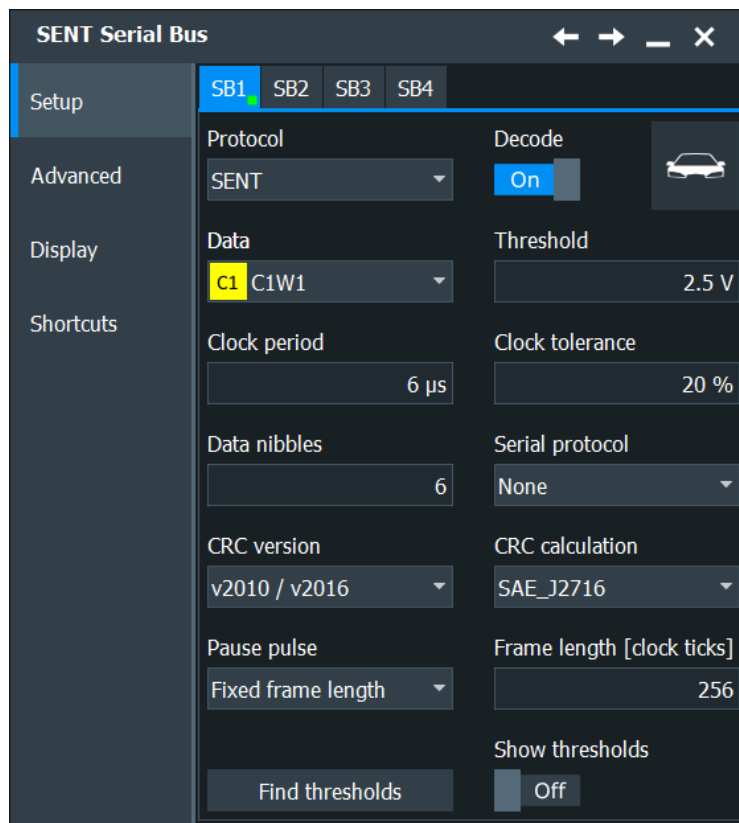 SENT Serial Bus
Setup
Advanced
Display
Shortcuts
SB1 SB2 SB3 SB4
Protocol Decode
SENT On
Data Threshold
C1 C1W1 2.5 V
Clock period Clock tolerance
6 µs 20 %
Data nibbles Serial protocol
6 None
CRC version CRC calculation
v2010 / v2016 SAE_J2716
Pause pulse Frame length [clock ticks]
Fixed frame length 256
Show thresholds
Find thresholds Off